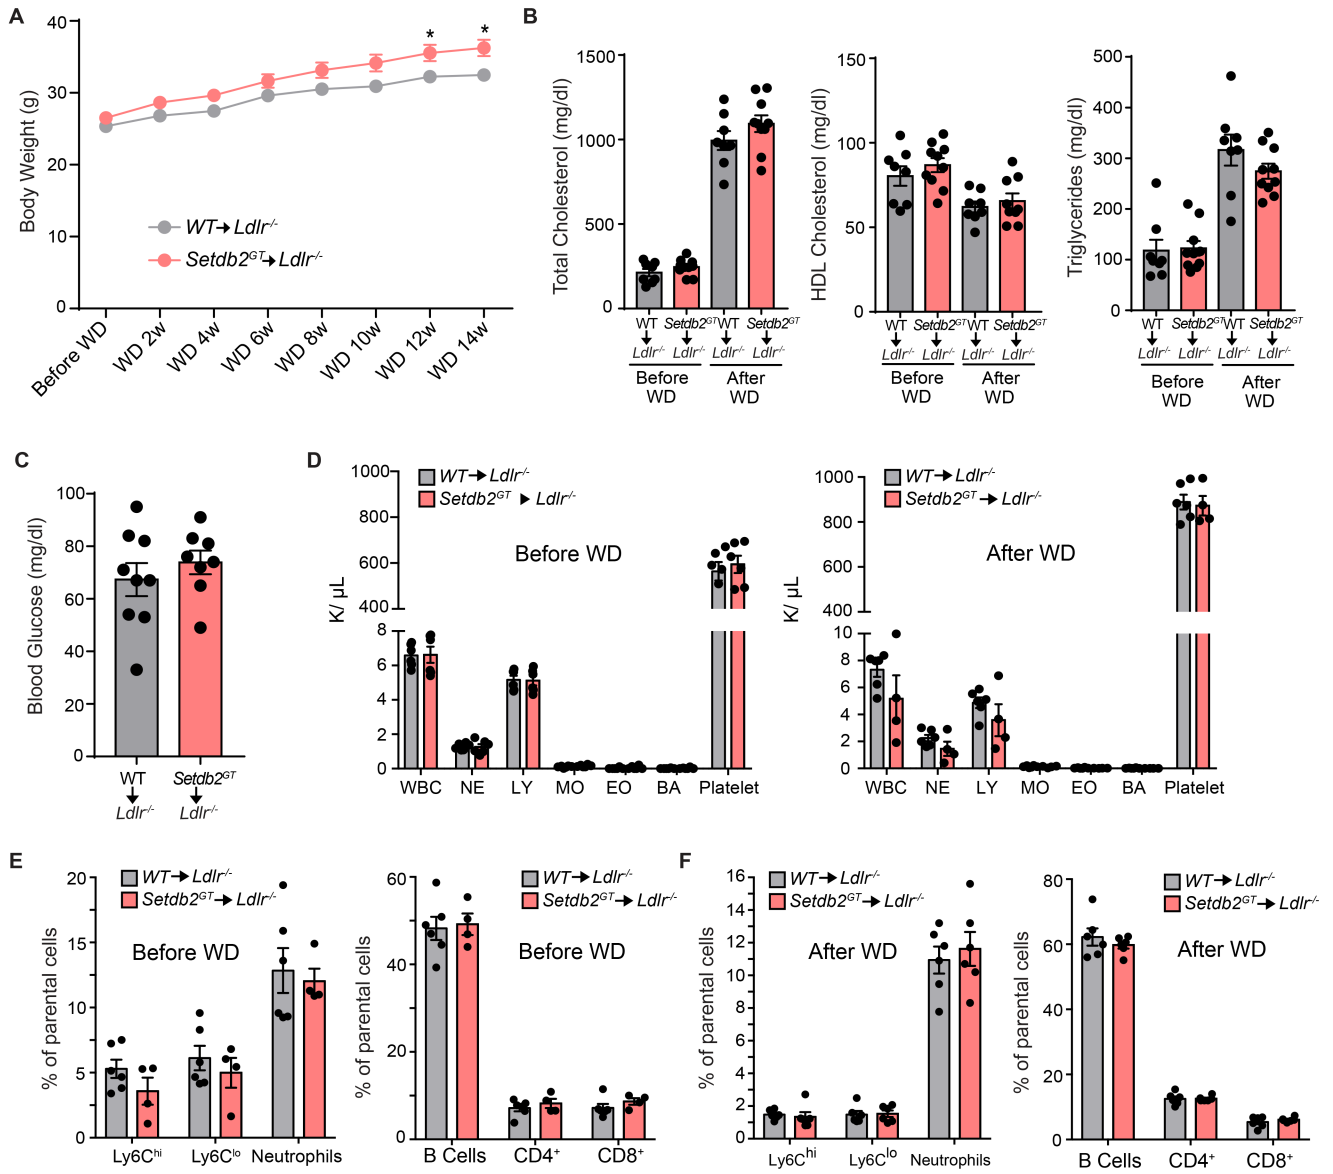 A
Body Weight (g)
40
30
20
10
0
*
*
WT→Ldlr-/-
Setdb2GT→Ldlr-/-
Before WD
WD 2w
WD 4w
WD 6w
WD 8w
WD 10w
WD 12w
WD 14w
B
Total Cholesterol (mg/dl)
1500
1000
500
0
WT Setdb2GT WT Setdb2GT
Ldlr-/- Ldlr-/- Ldlr-/- Ldlr-/-
Before WD
After WD
HDL Cholesterol (mg/dl)
150
100
50
0
WT Setdb2GT WT Setdb2GT
Ldlr-/- Ldlr-/- Ldlr-/- Ldlr-/-
Before WD
After WD
Triglycerides (mg/dl)
500
400
300
200
100
0
WT Setdb2GT WT Setdb2GT
Ldlr-/- Ldlr-/- Ldlr-/- Ldlr-/-
Before WD
After WD
C
Blood Glucose (mg/dl)
100
80
60
40
20
0
WT Setdb2GT
Ldlr-/- Ldlr-/-
D
K/ µL
1000
800
600
400
8
6
4
2
0
WT→Ldlr-/-
Setdb2GT ▸ Ldlr-/-
Before WD
WBC NE LY MO EO BA Platelet
K/ µL
1000
800
600
400
10
8
6
4
2
0
WT→Ldlr-/-
Setdb2GT→Ldlr-/-
After WD
WBC NE LY MO EO BA Platelet
E
% of parental cells
20
15
10
5
0
WT→Ldlr-/-
Setdb2GT→Ldlr-/-
Before WD
Ly6Chi Ly6Clo Neutrophils
% of parental cells
60
40
20
0
WT→Ldlr-/-
Setdb2GT→Ldlr-/-
Before WD
B Cells CD4+ CD8+
F
% of parental cells
16
14
12
10
8
6
4
2
0
WT→Ldlr-/-
Setdb2GT→Ldlr-/-
After WD
Ly6Chi Ly6Clo Neutrophils
% of parental cells
80
60
40
20
0
WT→Ldlr-/-
Setdb2GT→Ldlr-/-
After WD
B Cells CD4+ CD8+